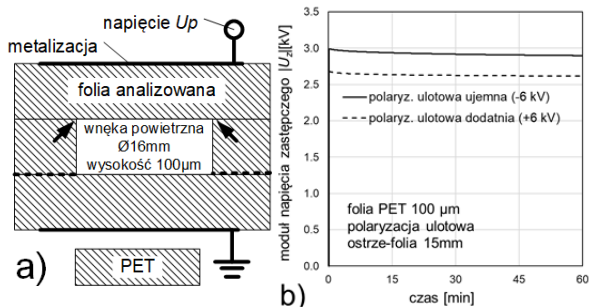 napięcie Up
metalizacja
folia analizowana
wnęka powietrzna
Ø16mm
wysokość 100µm
a)
PET
moduł napięcia zastępczego |Uz|[kV]
3.5
3.0
2.5
2.0
1.5
1.0
0.5
0.0
polaryz. ulotowa ujemna (-6 kV)
polaryz. ulotowa dodatnia (+6 kV)
folia PET 100 µm
polaryzacja ulotowa
ostrze-folia 15mm
0
15
30
45
60
b)
czas [min]